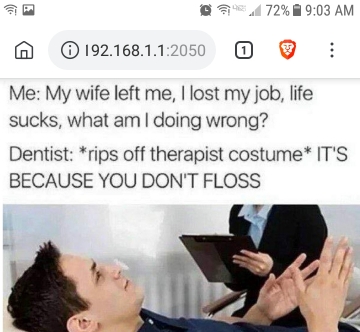 72% 9:03 AM
192.168.1.1:2050 1
Me: My wife left me, I lost my job, life
sucks, what am I doing wrong?
Dentist: *rips off therapist costume* IT'S
BECAUSE YOU DON'T FLOSS